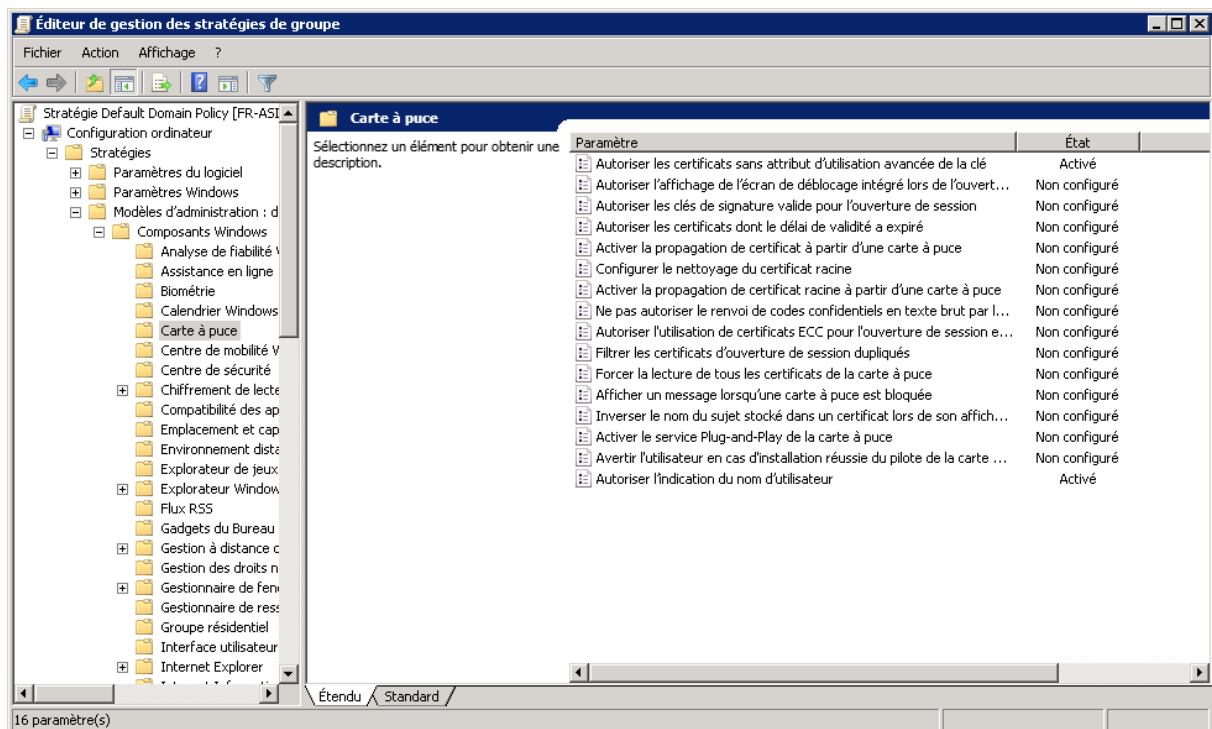 Éditeur de gestion des stratégies de groupe
Fichier Action Affichage ?
Stratégie Default Domain Policy [FR-ASI
Configuration ordinateur
Stratégies
Paramètres du logiciel
Paramètres Windows
Modèles d'administration : d
Composants Windows
Analyse de fiabilité
Assistance en ligne
Biométrie
Calendrier Windows
Carte à puce
Centre de mobilité W
Centre de sécurité
Chiffrement de lecte
Compatibilité des ap
Emplacement et cap
Environnement dista
Explorateur de jeux
Explorateur Window
Flux RSS
Gadgets du Bureau
Gestion à distance d
Gestion des droits n
Gestionnaire de fenê
Gestionnaire de ress
Groupe résidentiel
Interface utilisateur
Internet Explorer
Carte à puce
Sélectionnez un élément pour obtenir une
description.
Paramètre État
Autoriser les certificats sans attribut d'utilisation avancée de la clé Activé
Autoriser l'affichage de l'écran de déblocage intégré lors de l'ouvert... Non configuré
Autoriser les clés de signature valide pour l'ouverture de session Non configuré
Autoriser les certificats dont le délai de validité a expiré Non configuré
Activer la propagation de certificat à partir d'une carte à puce Non configuré
Configurer le nettoyage du certificat racine Non configuré
Activer la propagation de certificat racine à partir d'une carte à puce Non configuré
Ne pas autoriser le renvoi de codes confidentiels en texte brut par l... Non configuré
Autoriser l'utilisation de certificats ECC pour l'ouverture de session e... Non configuré
Filtrer les certificats d'ouverture de session dupliqués Non configuré
Forcer la lecture de tous les certificats de la carte à puce Non configuré
Afficher un message lorsqu'une carte à puce est bloquée Non configuré
Inverser le nom du sujet stocké dans un certificat lors de son affich... Non configuré
Activer le service Plug-and-Play de la carte à puce Non configuré
Avertir l'utilisateur en cas d'installation réussie du pilote de la carte ... Non configuré
Autoriser l'indication du nom d'utilisateur Activé
Étendu Standard
16 paramètre(s)